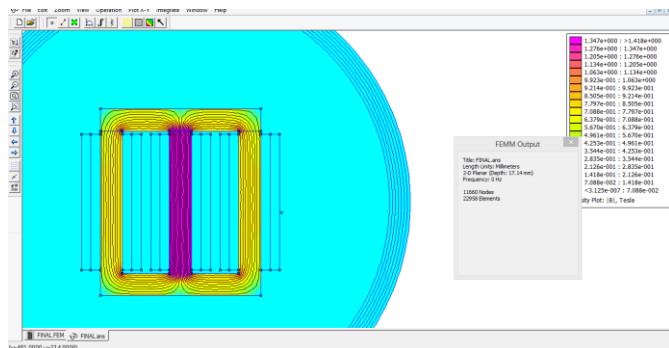 File Edit Zoom View Operation Plot X-Y Integrate Window Help
1.347e+000 : >1.418e+000
1.276e+000 : 1.347e+000
1.205e+000 : 1.276e+000
1.134e+000 : 1.205e+000
1.063e+000 : 1.134e+000
9.923e-001 : 1.063e+000
9.214e-001 : 9.923e-001
8.505e-001 : 9.214e-001
7.797e-001 : 8.505e-001
7.088e-001 : 7.797e-001
6.379e-001 : 7.088e-001
5.670e-001 : 6.379e-001
4.961e-001 : 5.670e-001
4.253e-001 : 4.961e-001
3.544e-001 : 4.253e-001
2.835e-001 : 3.544e-001
2.126e-001 : 2.835e-001
1.418e-001 : 2.126e-001
7.088e-002 : 1.418e-001
<3.125e-007 : 7.088e-002
ty Plot: |B|, Tesla
FEMM Output
Title: FINAL.ans
Length Units: Millimeters
2-D Planar (Depth: 17.14 mm)
Frequency: 0 Hz
11660 Nodes
22958 Elements
FINAL.FEM
FINAL.ans